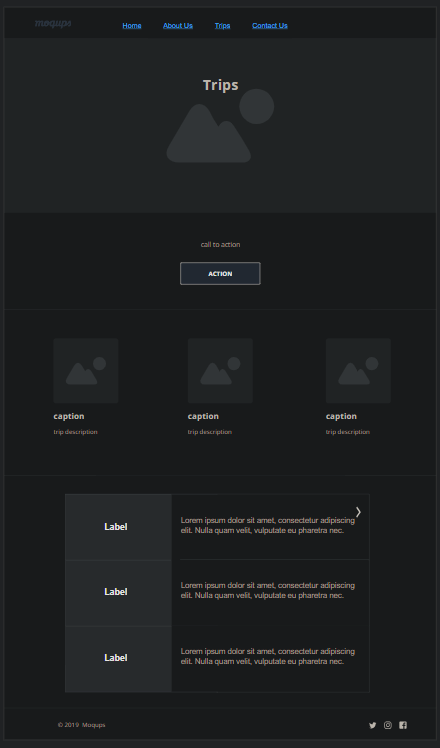 moqups
Home About Us Trips Contact Us
Trips
call to action
ACTION
caption caption caption
trip description trip description trip description
Label
Lorem ipsum dolor sit amet, consectetur adipiscing
elit. Nulla quam velit, vulputate eu pharetra nec.
Label
Lorem ipsum dolor sit amet, consectetur adipiscing
elit. Nulla quam velit, vulputate eu pharetra nec.
Label
Lorem ipsum dolor sit amet, consectetur adipiscing
elit. Nulla quam velit, vulputate eu pharetra nec.
© 2019 Moqups